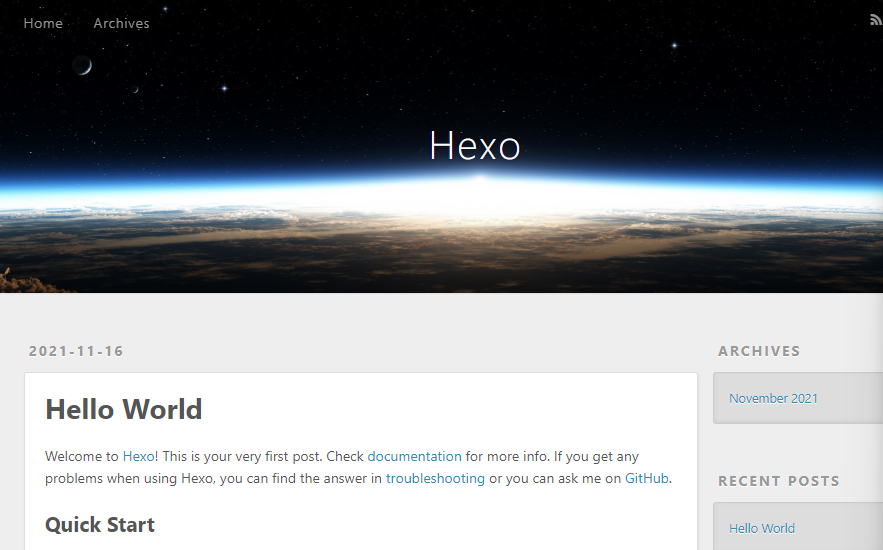 Home Archives
Hexo
2021-11-16
Hello World
Welcome to Hexo! This is your very first post. Check documentation for more info. If you get any
problems when using Hexo, you can find the answer in troubleshooting or you can ask me on GitHub.
Quick Start
ARCHIVES
November 2021
RECENT POSTS
Hello World